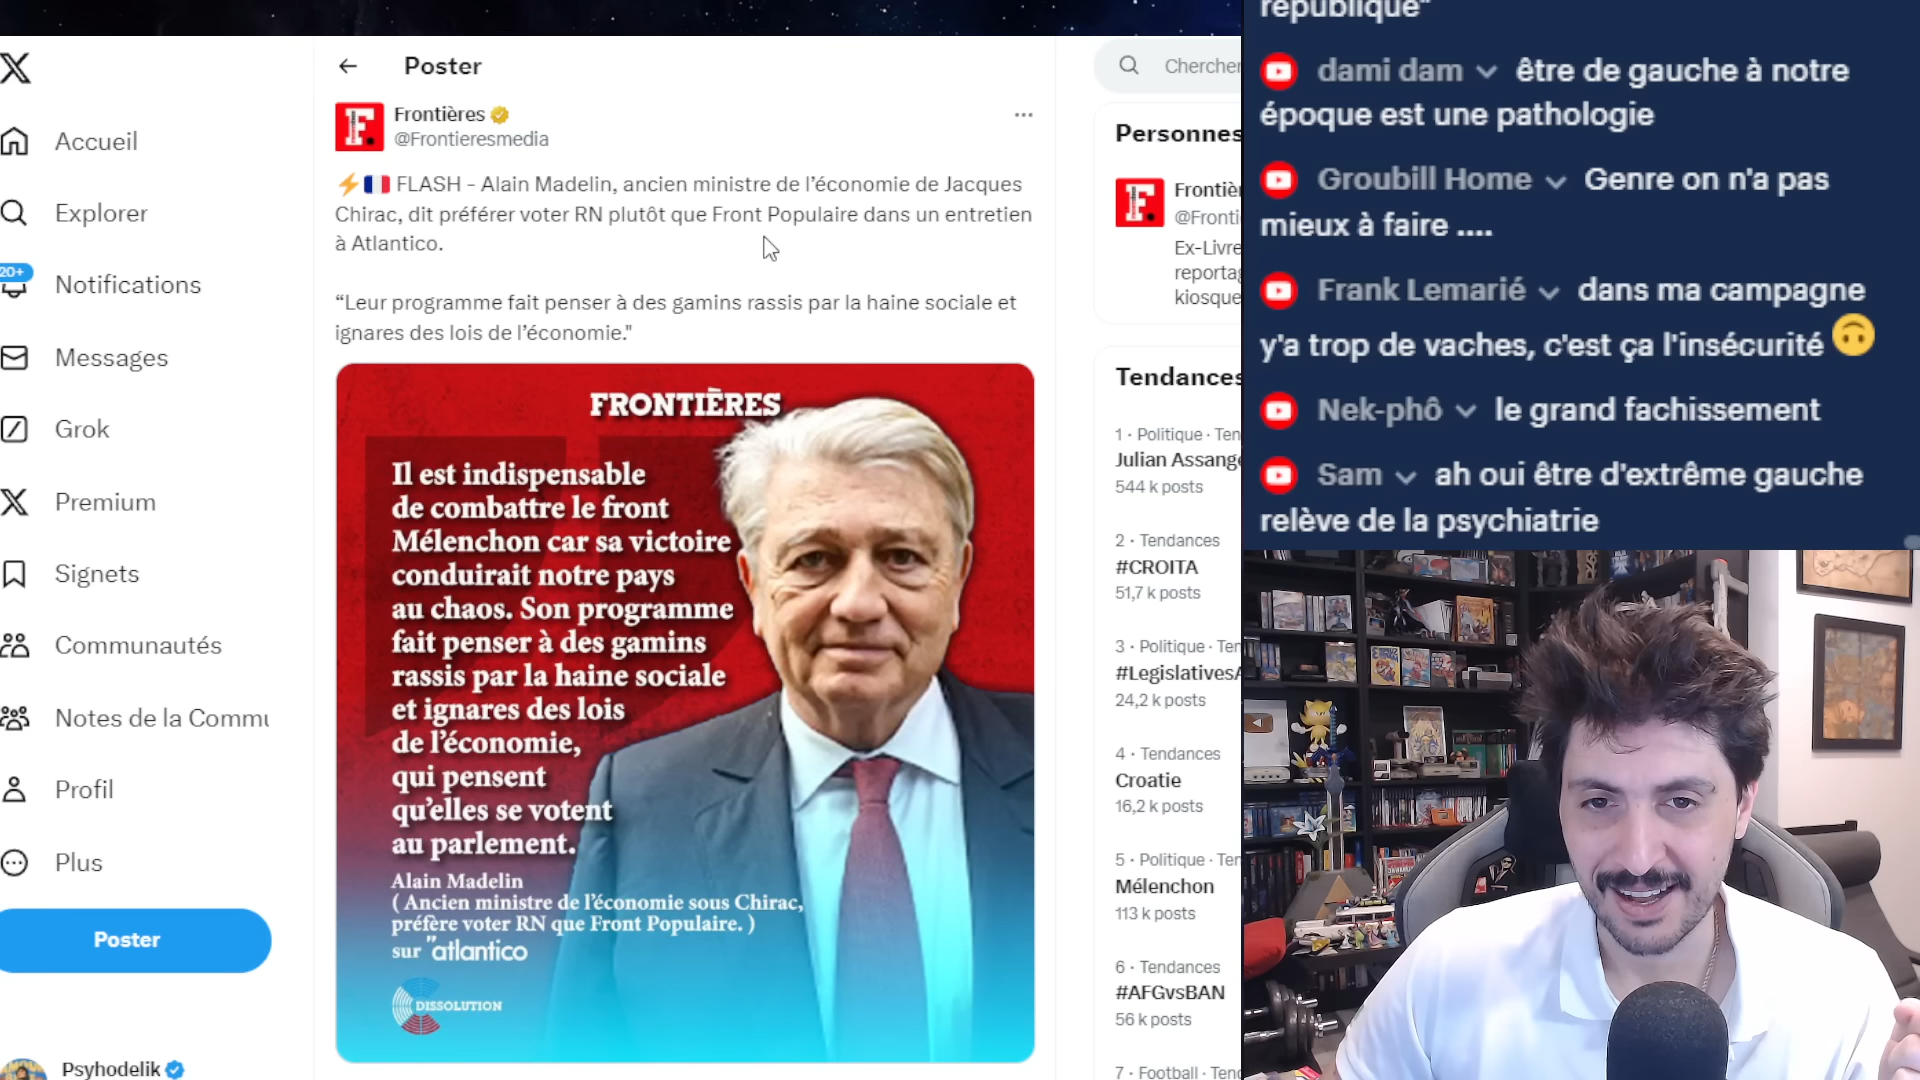 Poster
Chercher
Frontières
@Frontieresmedia
⚡🇫🇷 FLASH - Alain Madelin, ancien ministre de l'économie de Jacques
Chirac, dit préférer voter RN plutôt que Front Populaire dans un entretien
à Atlantico.
“Leur programme fait penser à des gamins rassis par la haine sociale et
ignares des lois de l’économie."
FRONTIÈRES
Il est indispensable
de combattre le front
Mélenchon car sa victoire
conduirait notre pays
au chaos. Son programme
fait penser à des gamins
rassis par la haine sociale
et ignares des lois
de l’économie,
qui pensent
qu’elles se votent
au parlement.
Alain Madelin
( Ancien ministre de l’économie sous Chirac,
préfère voter RN que Front Populaire. )
sur "atlantico
DISSOLUTION
Accueil
Explorer
20+
Notifications
Messages
Grok
Premium
Signets
Communautés
Notes de la Commu
Profil
Plus
Poster
Psyhodelik
Personnes
Frontièr
@Fronti
Ex-Livre
reportag
kiosque
Tendances
1 · Politique · Ten
Julian Assange
544 k posts
2 · Tendances
#CROITA
51,7 k posts
3 · Politique · Ten
#LegislativesA
24,2 k posts
4 · Tendances
Croatie
16,2 k posts
5 · Politique · Ten
Mélenchon
113 k posts
6 · Tendances
#AFGvsBAN
56 k posts
7 · Football · Tend
république"
dami dam être de gauche à notre
époque est une pathologie
Groubill Home Genre on n'a pas
mieux à faire ....
Frank Lemarié dans ma campagne
y'a trop de vaches, c'est ça l'insécurité 🙃
Nek-phô le grand fachissement
Sam ah oui être d'extrême gauche
relève de la psychiatrie